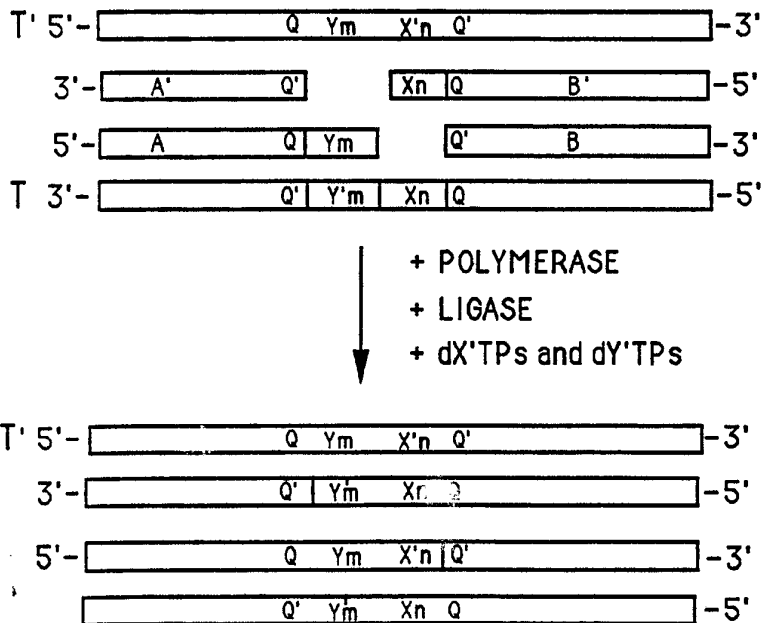 T' 5'- Q Ym X'n Q' -3'
3'- A' Q' Xn Q B' -5'
5'- A Q Ym Q' B -3'
T 3'- Q' Y'm Xn Q -5'
+ POLYMERASE
+ LIGASE
+ dX'TPs and dY'TPs
T' 5'- Q Ym X'n Q' -3'
3'- Q' Y'm -5'
5'- Q Ym X'n Q' -3'
Q' Y'm Xn Q -5'